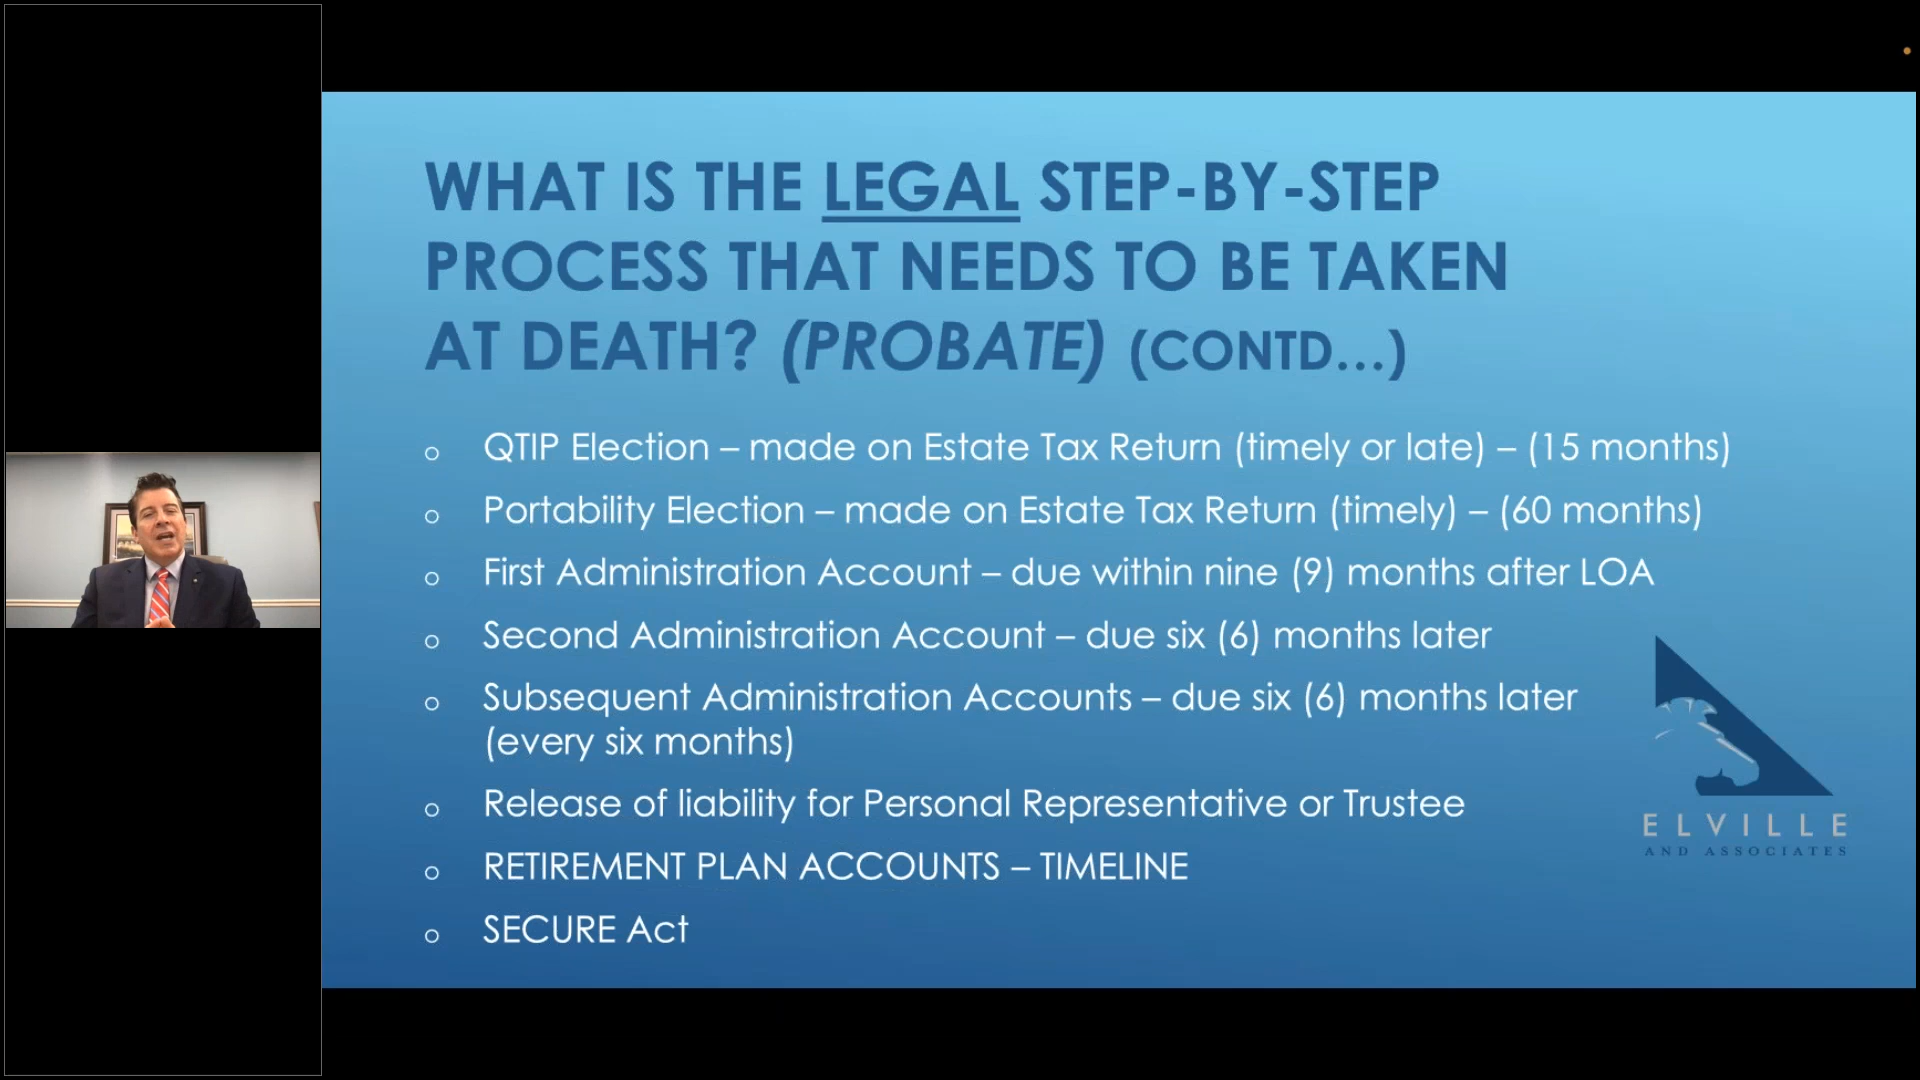 WHAT IS THE LEGAL STEP-BY-STEP
PROCESS THAT NEEDS TO BE TAKEN
AT DEATH? (PROBATE) (CONTD...)
o QTIP Election – made on Estate Tax Return (timely or late) – (15 months)
o Portability Election – made on Estate Tax Return (timely) – (60 months)
o First Administration Account – due within nine (9) months after LOA
o Second Administration Account – due six (6) months later
o Subsequent Administration Accounts – due six (6) months later
(every six months)
o Release of liability for Personal Representative or Trustee
o RETIREMENT PLAN ACCOUNTS – TIMELINE
o SECURE Act
ELVILLE
AND ASSOCIATES